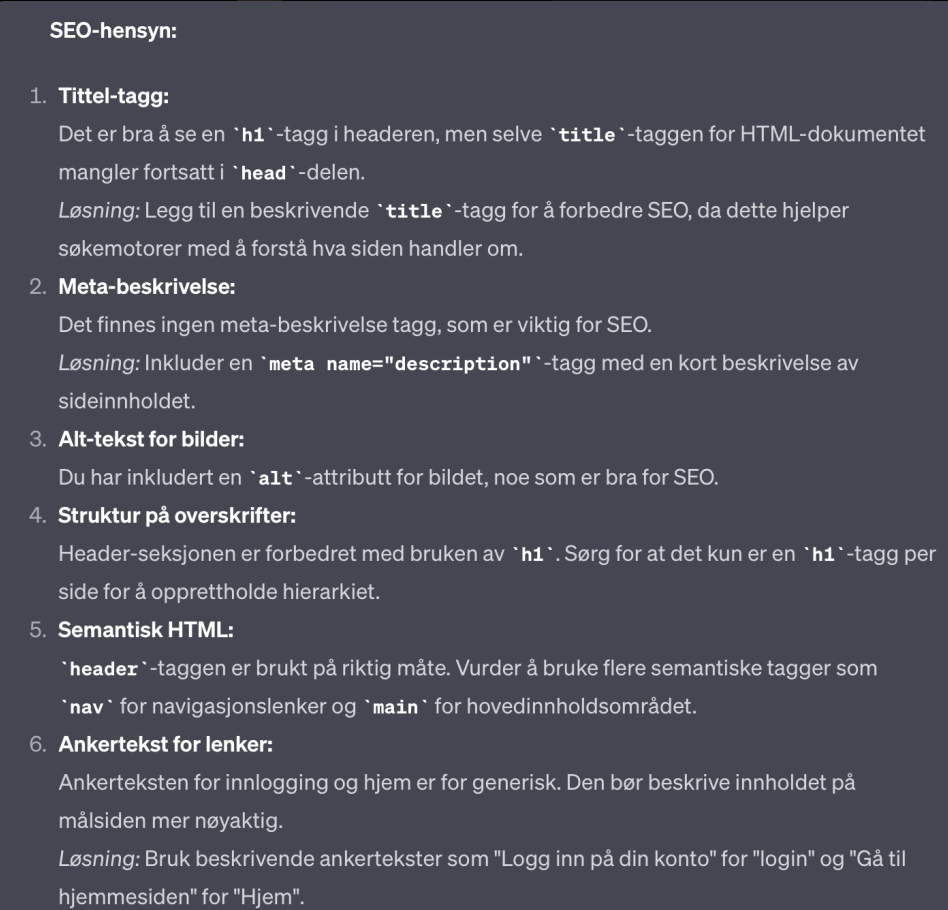 SEO-hensyn:
1. Tittel-tagg:
Det er bra å se en `h1`-tagg i headeren, men selve `title`-taggen for HTML-dokumentet
mangler fortsatt i `head`-delen.
Løsning: Legg til en beskrivende `title`-tagg for å forbedre SEO, da dette hjelper
søkemotorer med å forstå hva siden handler om.
2. Meta-beskrivelse:
Det finnes ingen meta-beskrivelse tagg, som er viktig for SEO.
Løsning: Inkluder en `meta name="description"`-tagg med en kort beskrivelse av
sideinnholdet.
3. Alt-tekst for bilder:
Du har inkludert en `alt`-attributt for bildet, noe som er bra for SEO.
4. Struktur på overskrifter:
Header-seksjonen er forbedret med bruken av `h1`. Sørg for at det kun er en `h1`-tagg per
side for å opprettholde hierarkiet.
5. Semantisk HTML:
`header`-taggen er brukt på riktig måte. Vurder å bruke flere semantiske tagger som
`nav` for navigasjonslenker og `main` for hovedinnholdsområdet.
6. Ankertekst for lenker:
Ankerteksten for innlogging og hjem er for generisk. Den bør beskrive innholdet på
målsiden mer nøyaktig.
Løsning: Bruk beskrivende ankertekster som "Logg inn på din konto" for "login" og "Gå til
hjemmesiden" for "Hjem".